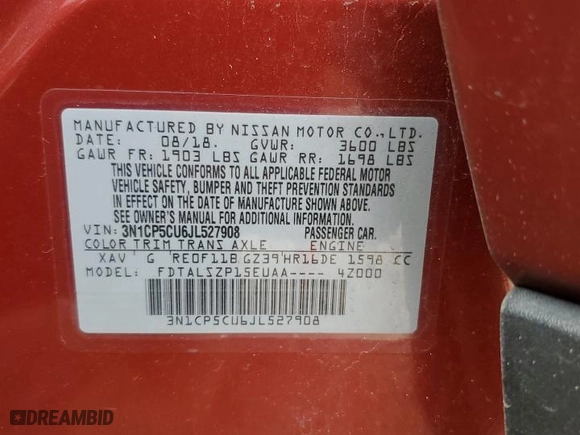 MANUFACTURED BY NISSAN MOTOR CO.,LTD.
DATE: 08/18. GVWR: 3600 LBS
GAWR FR: 1903 LBS GAWR RR: 1698 LBS
THIS VEHICLE CONFORMS TO ALL APPLICABLE FEDERAL MOTOR
VEHICLE SAFETY, BUMPER AND THEFT PREVENTION STANDARDS
IN EFFECT ON THE DATE OF MANUFACTURE SHOWN ABOVE.
SEE OWNER'S MANUAL FOR ADDITIONAL INFORMATION.
VIN: 3N1CP5CU6JL527908 PASSENGER CAR.
COLOR TRIM TRANS AXLE ENGINE
XAV G RE0F11B GZ39 HR16DE 1598 CC
MODEL: FDTALSZP15EUAA---- 4Z000
3N1CP5CU6JL527908
DREAMBID